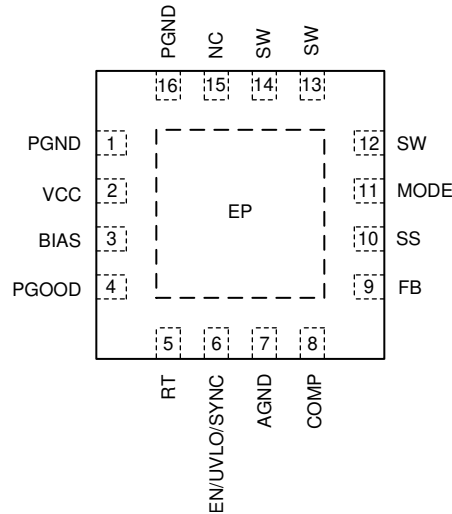 PGND
NC
SW
SW
16
15
14
13
PGND
1
12
SW
VCC
2
11
MODE
EP
BIAS
3
10
SS
PGOOD
4
9
FB
5
6
7
8
RT
EN/UVLO/SYNC
AGND
COMP